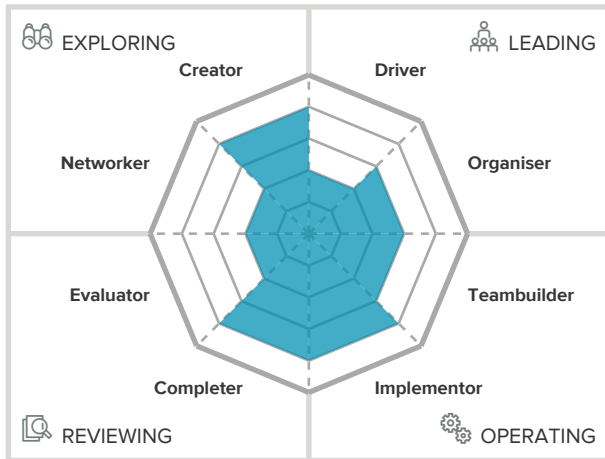 EXPLORING
LEADING
Creator
Driver
Networker
Organiser
Evaluator
Teambuilder
Completer
Implementor
REVIEWING
OPERATING